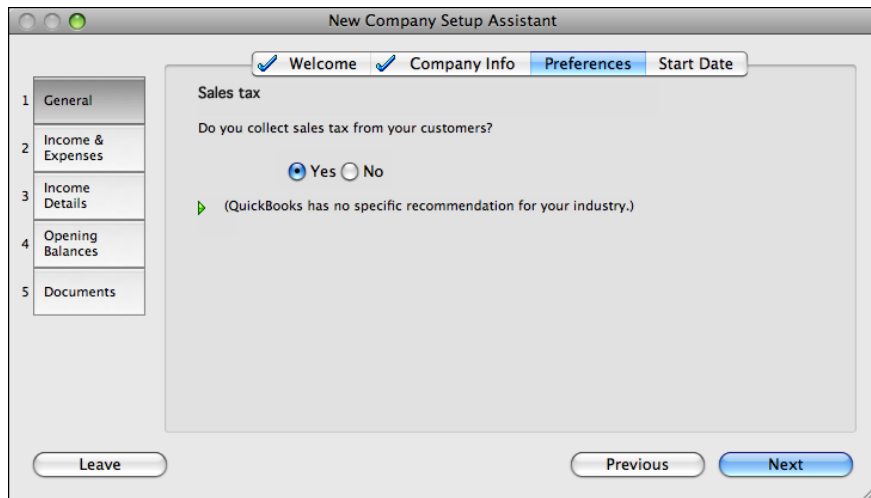 New Company Setup Assistant
Welcome Company Info Preferences Start Date
1 General
2 Income &
Expenses
3 Income
Details
4 Opening
Balances
5 Documents
Sales tax
Do you collect sales tax from your customers?
Yes No
(QuickBooks has no specific recommendation for your industry.)
Leave Previous Next